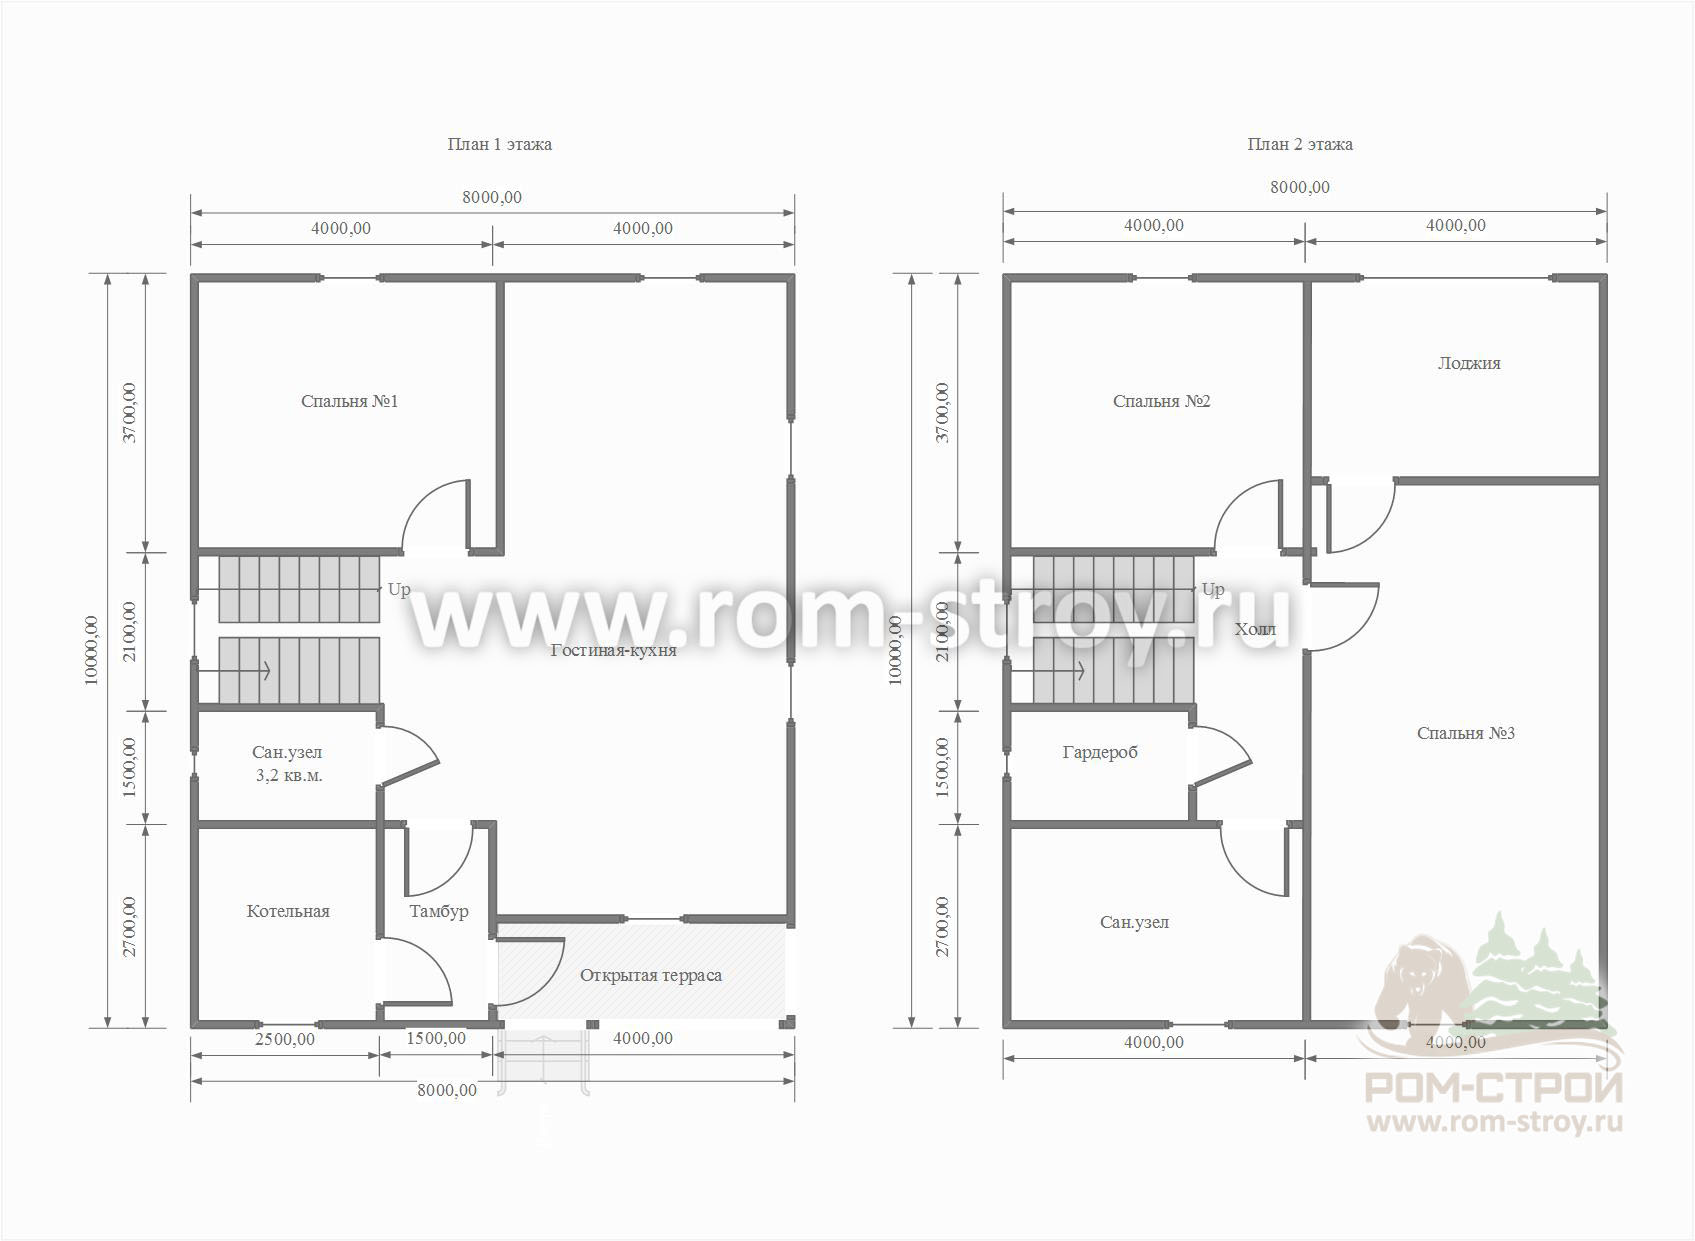 План 1 этажа
8000,00
4000,00
4000,00
10000,00
3700,00
2100,00
1500,00
2700,00
Спальня №1
Up
Гостиная-кухня
Сан.узел
3,2 кв.м.
Котельная
Тамбур
Открытая терраса
2500,00
1500,00
4000,00
8000,00
План 2 этажа
8000,00
4000,00
4000,00
10000,00
3700,00
2100,00
1500,00
2700,00
Спальня №2
Лоджия
Up
Холл
Гардероб
Спальня №3
Сан.узел
4000,00
4000,00
www.rom-stroy.ru
РОМ-СТРОЙ
www.rom-stroy.ru